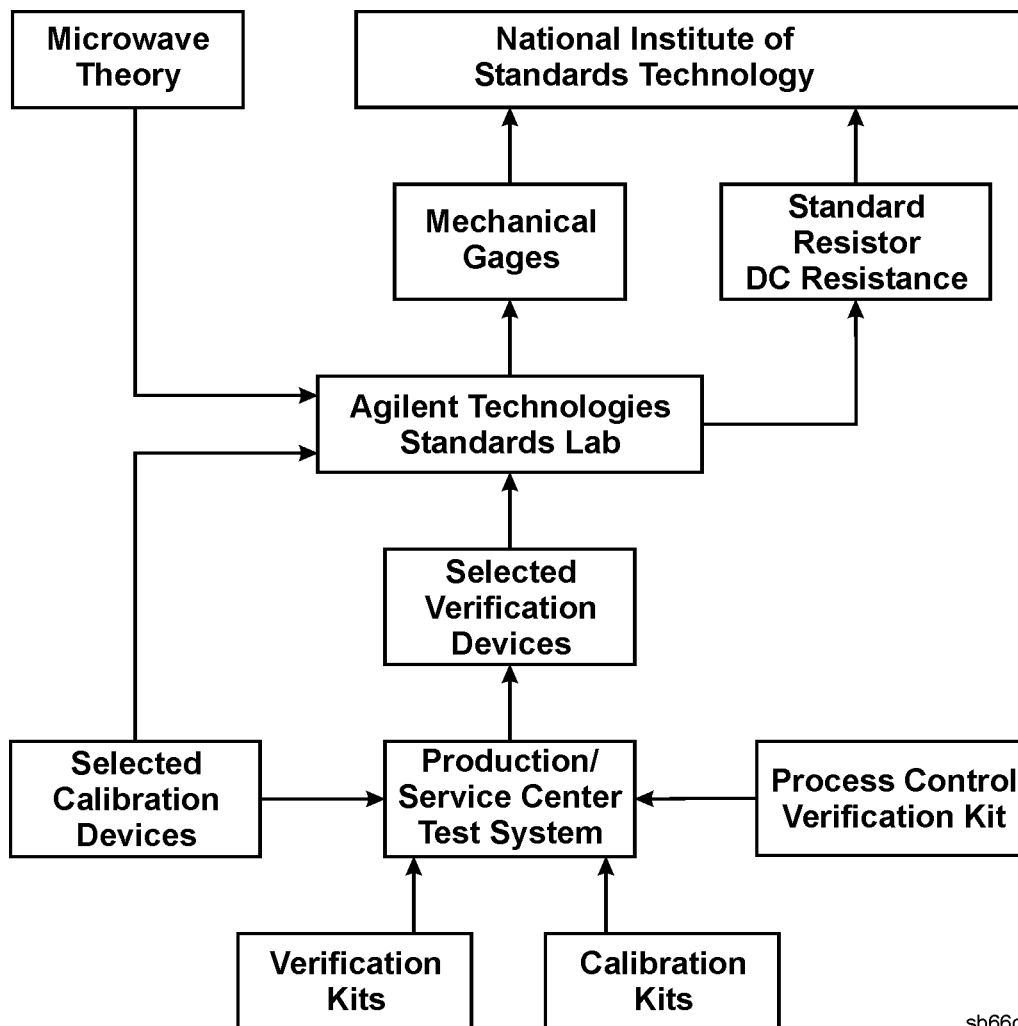 Microwave
Theory
National Institute of
Standards Technology
Mechanical
Gages
Standard
Resistor
DC Resistance
Agilent Technologies
Standards Lab
Selected
Verification
Devices
Selected
Calibration
Devices
Production/
Service Center
Test System
Process Control
Verification Kit
Verification
Kits
Calibration
Kits